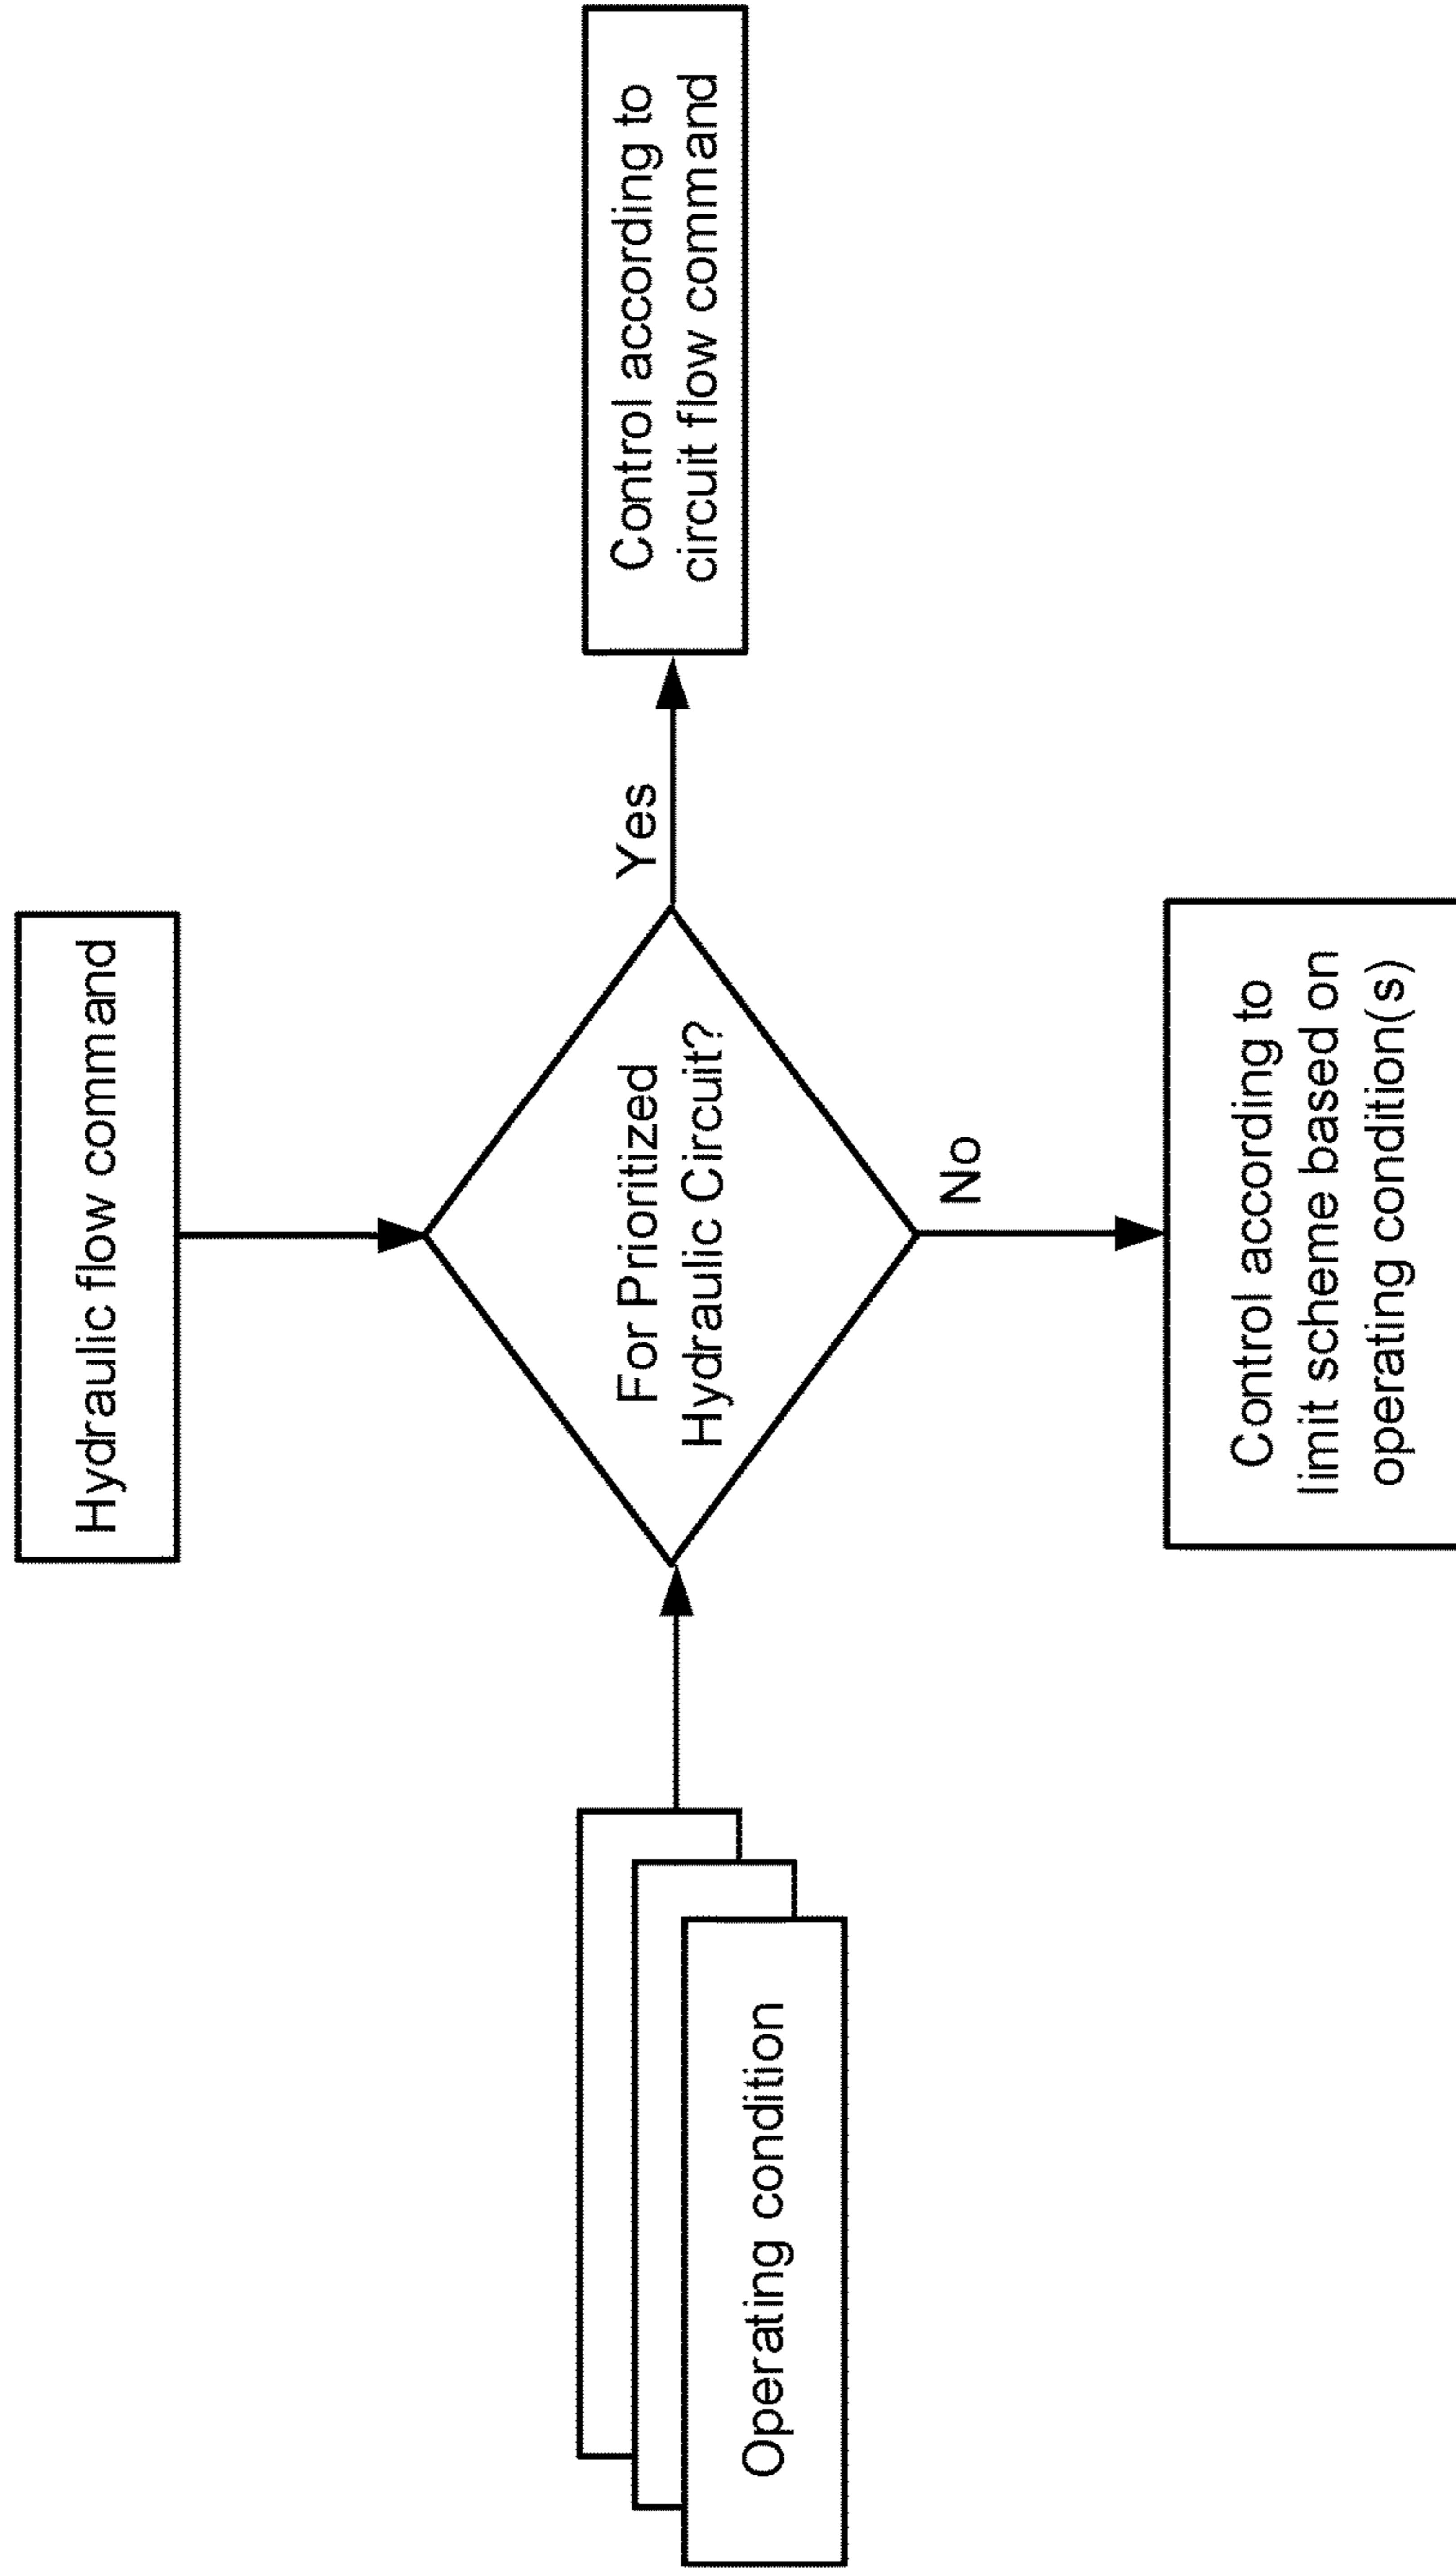 Hydraulic flow command
Operating condition
For Prioritized
Hydraulic Circuit?
Yes
Control according to
circuit flow command
No
Control according to
limit scheme based on
operating condition(s)